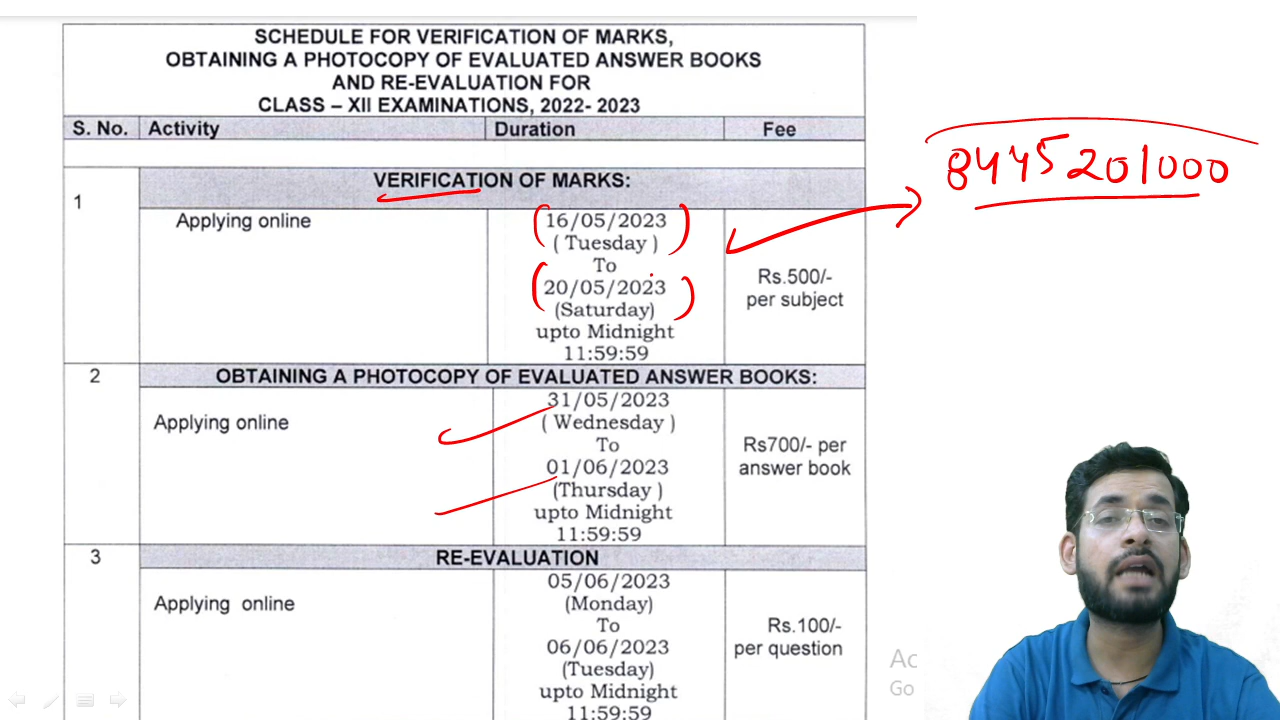 SCHEDULE FOR VERIFICATION OF MARKS,
OBTAINING A PHOTOCOPY OF EVALUATED ANSWER BOOKS
AND RE-EVALUATION FOR
CLASS – XII EXAMINATIONS, 2022- 2023
S. No. Activity Duration Fee
8445201000
1
VERIFICATION OF MARKS:
Applying online
16/05/2023
( Tuesday )
To
20/05/2023
(Saturday)
upto Midnight
11:59:59
Rs.500/-
per subject
2
OBTAINING A PHOTOCOPY OF EVALUATED ANSWER BOOKS:
Applying online
31/05/2023
( Wednesday )
To
01/06/2023
(Thursday )
upto Midnight
11:59:59
Rs700/- per
answer book
3
RE-EVALUATION
Applying online
05/06/2023
(Monday)
To
06/06/2023
(Tuesday)
upto Midnight
11:59:59
Rs.100/-
per question
Ac
Go